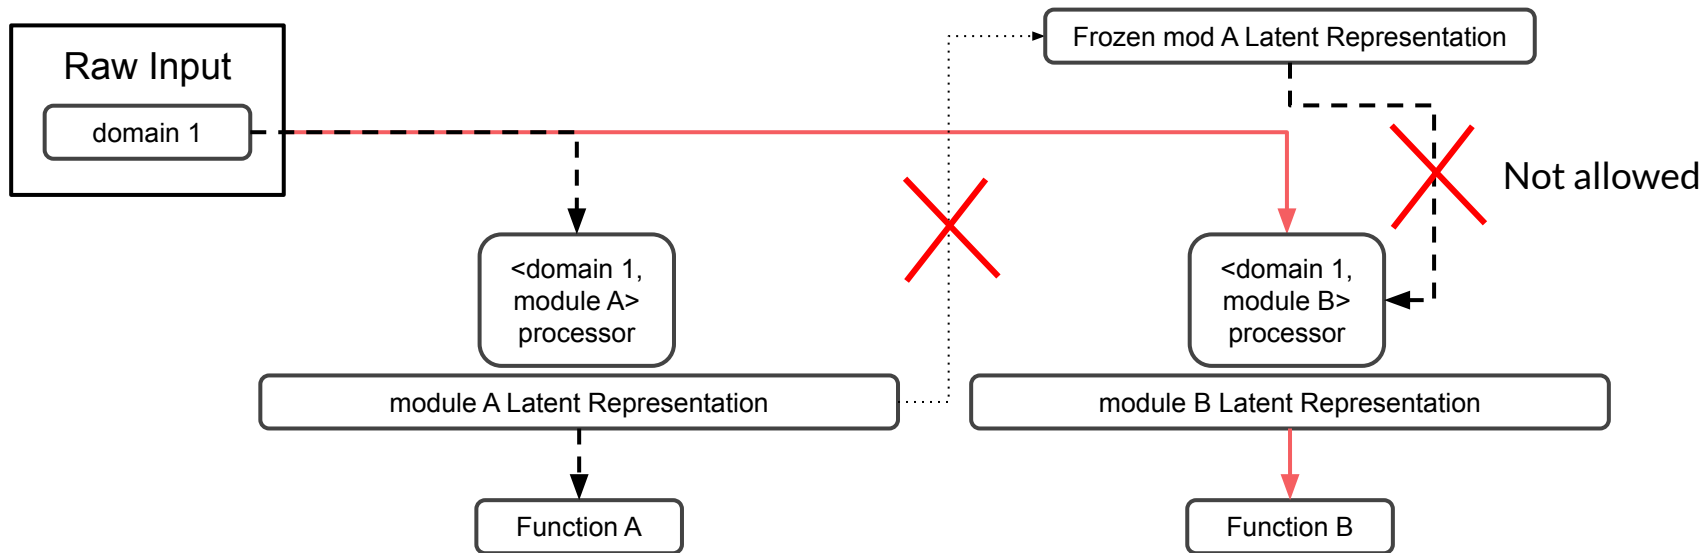 Frozen mod A Latent Representation
Raw Input
domain 1
Not allowed
<domain 1,
module A>
processor
<domain 1,
module B>
processor
module A Latent Representation
module B Latent Representation
Function A
Function B